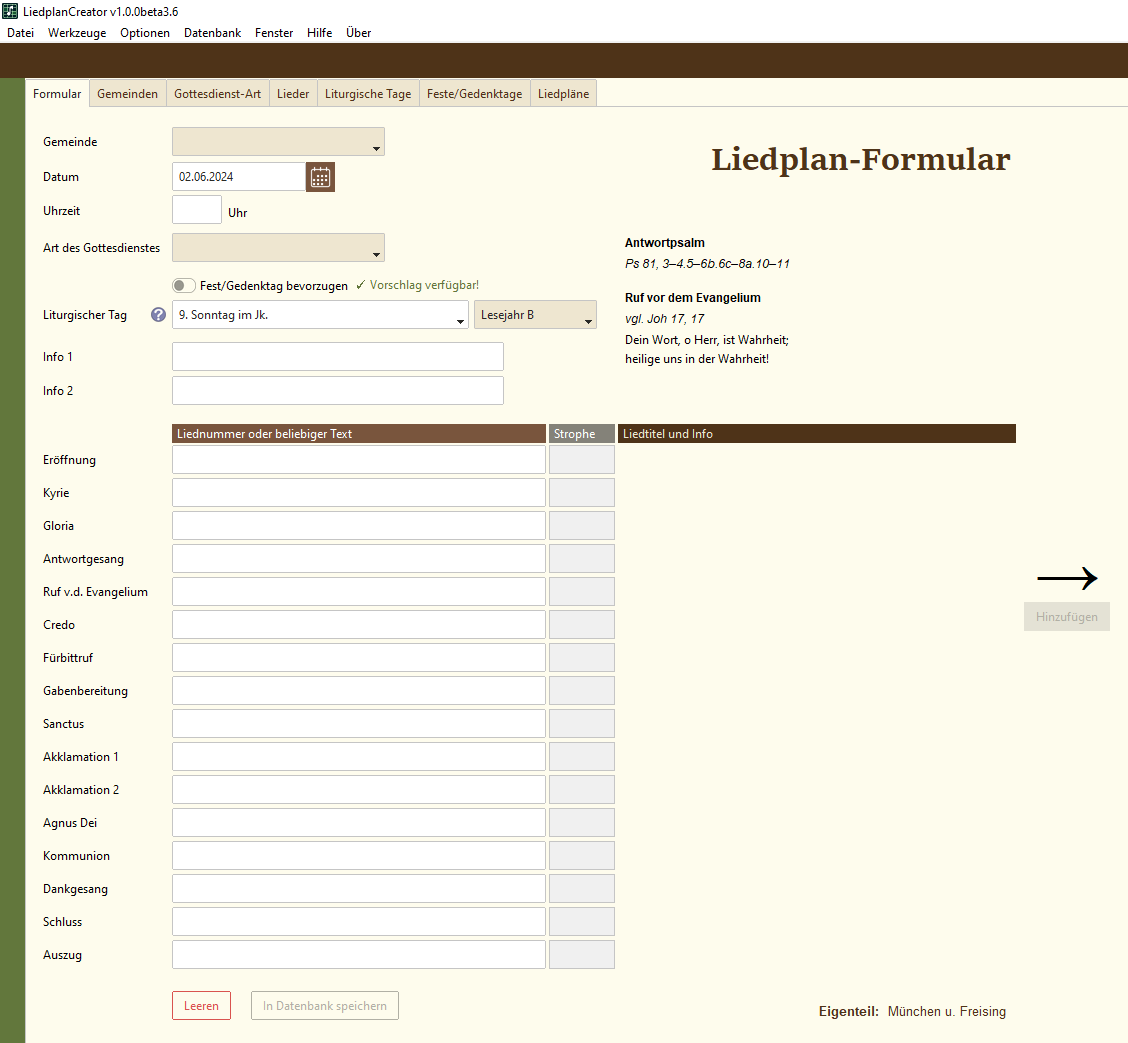 LiedplanCreator v1.0.0beta3.6
Datei Werkzeuge Optionen Datenbank Fenster Hilfe Über
Formular Gemeinden Gottesdienst-Art Lieder Liturgische Tage Feste/Gedenktage Liedpläne
Liedplan-Formular
Gemeinde
Datum 02.06.2024
Uhrzeit Uhr
Art des Gottesdienstes
Fest/Gedenktag bevorzugen ✓ Vorschlag verfügbar!
Liturgischer Tag ? 9. Sonntag im Jk. Lesejahr B
Info 1
Info 2
Antwortpsalm
Ps 81, 3–4.5–6b.6c–8a.10–11
Ruf vor dem Evangelium
vgl. Joh 17, 17
Dein Wort, o Herr, ist Wahrheit;
heilige uns in der Wahrheit!
Liednummer oder beliebiger Text Strophe Liedtitel und Info
Eröffnung
Kyrie
Gloria
Antwortgesang
Ruf v.d. Evangelium
Credo
Fürbittruf
Gabenbereitung
Sanctus
Akklamation 1
Akklamation 2
Agnus Dei
Kommunion
Dankgesang
Schluss
Auszug
→
Hinzufügen
Leeren In Datenbank speichern
Eigenteil: München u. Freising